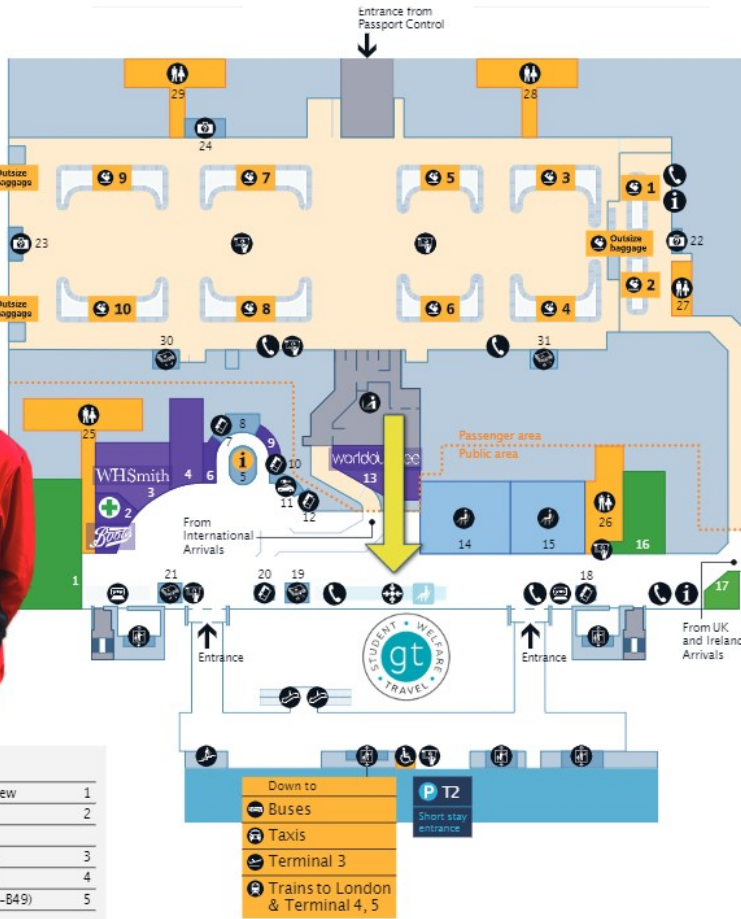 Entrance from
Passport Control
29
28
24
Outsize
baggage
9
7
5
3
1
23
Outsize
baggage
22
Outsize
baggage
10
8
6
4
2
27
30
31
25
8
7
9
Passenger area
Public area
WHSmith
3
4
6
i
5
10
worlddu
13
2
11
12
26
Boots
From
International
Arrivals
14
15
16
1
21
20
19
18
17
Entrance
STUDENT • WELFARE • TRAVEL •
gt
Entrance
From UK
and Ireland
Arrivals
Down to
Buses
Taxis
Terminal 3
Trains to London
& Terminal 4, 5
P T2
Short stay
entrance
ew 1
2
3
4
-B49) 5